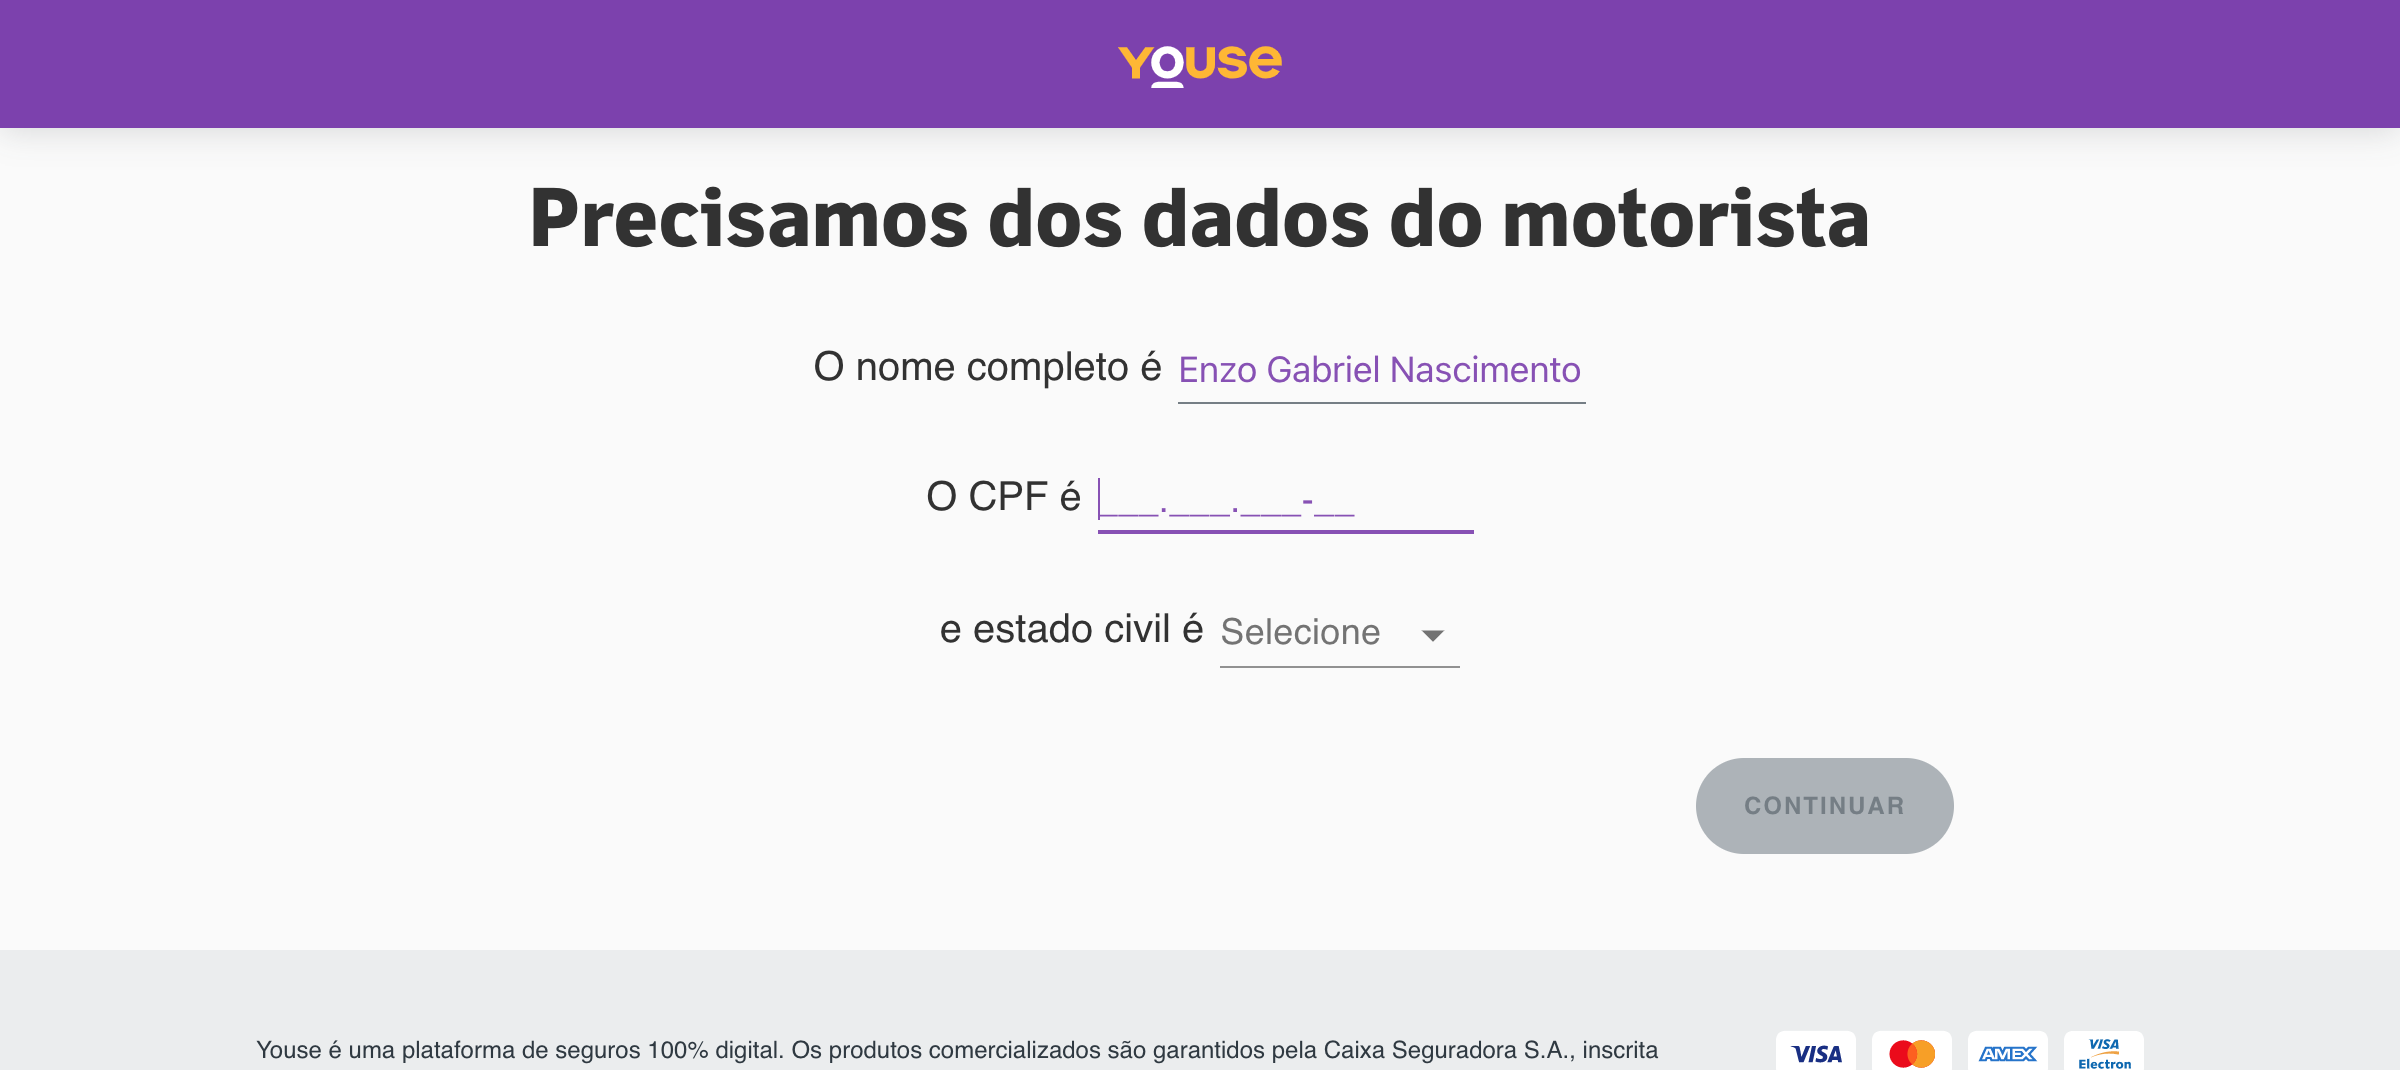 Youse
Precisamos dos dados do motorista
O nome completo é Enzo Gabriel Nascimento
O CPF é ___.___.___-__
e estado civil é Selecione
CONTINUAR
Youse é uma plataforma de seguros 100% digital. Os produtos comercializados são garantidos pela Caixa Seguradora S.A., inscrita
VISA AMEX VISA Electron